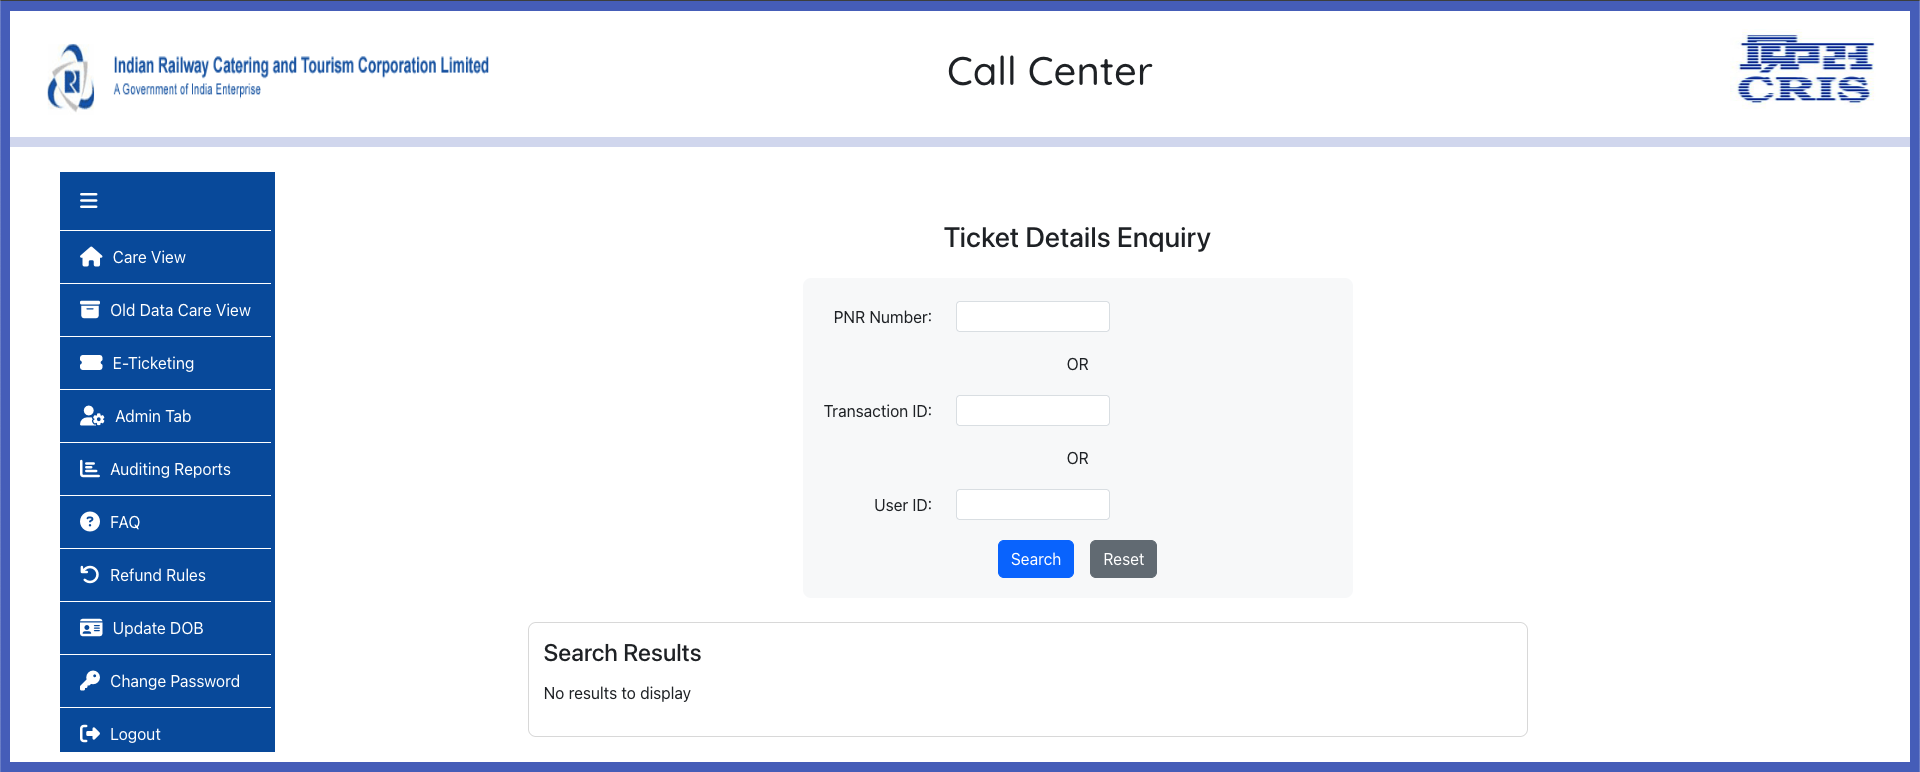 Indian Railway Catering and Tourism Corporation Limited
A Government of India Enterprise
Call Center
क्रिस
CRIS
Care View
Old Data Care View
E-Ticketing
Admin Tab
Auditing Reports
FAQ
Refund Rules
Update DOB
Change Password
Logout
Ticket Details Enquiry
PNR Number:
OR
Transaction ID:
OR
User ID:
Search Reset
Search Results
No results to display